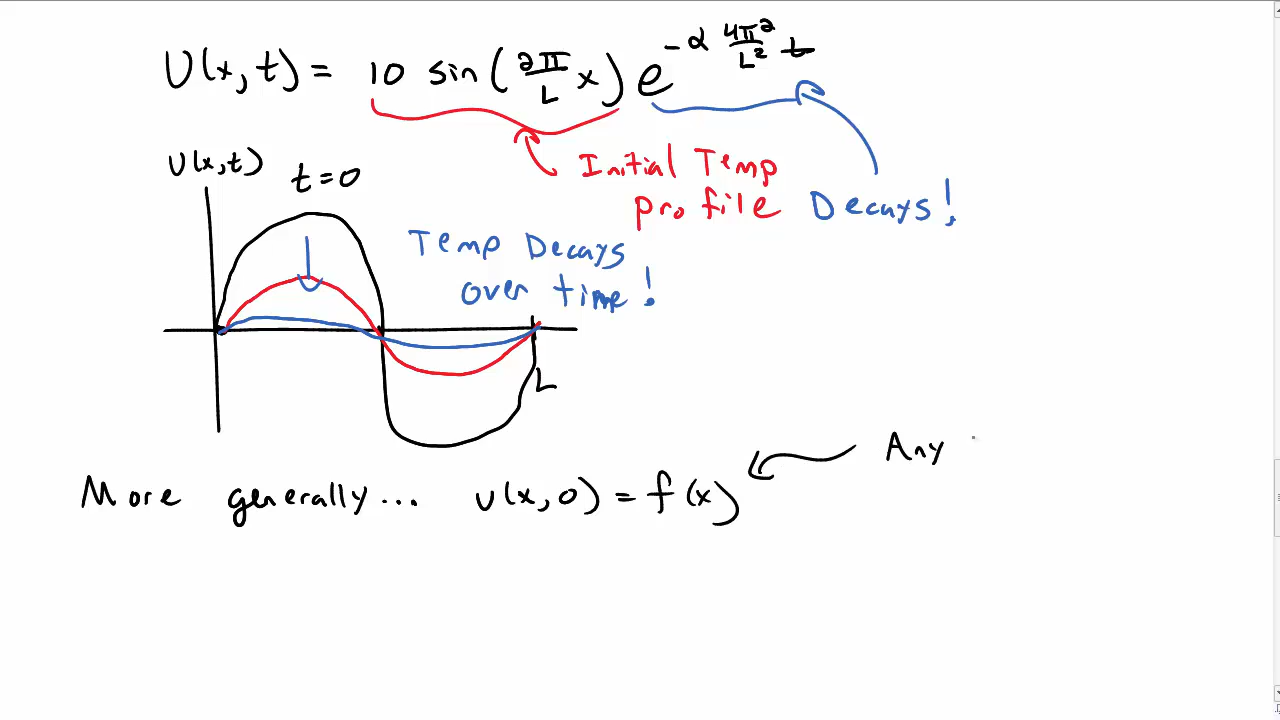 U(x,t) = 10 sin(2π/L x) e^{-α 4π²/L² t}
U(x,t)
t=0
Initial Temp
profile
Decays!
Temp Decays
over time!
L
More generally... u(x,0) = f(x)
Any